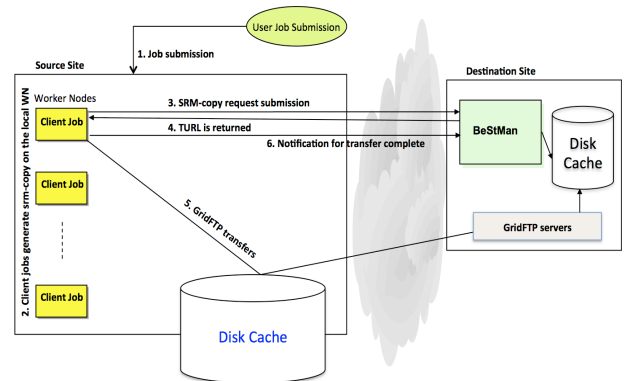 User Job Submission
1. Job submission
Source Site
Destination Site
Worker Nodes
3. SRM-copy request submission
Client Job
BeStMan
4. TURL is returned
6. Notification for transfer complete
Disk
Cache
2. Client jobs generate srm-copy on the local WN
Client Job
5. GridFTP transfers
GridFTP servers
Client Job
Disk Cache